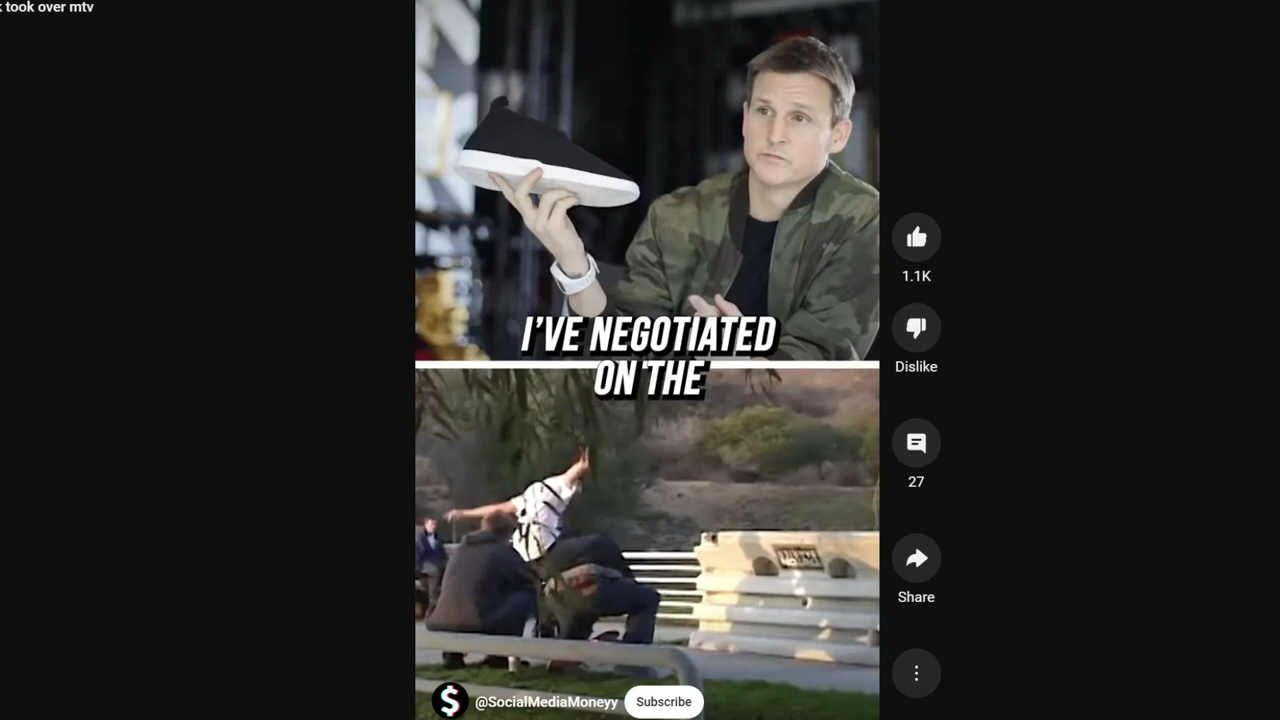 took over mtv
I'VE NEGOTIATED
ON THE
1.1K
Dislike
27
Share
@SocialMediaMoneyy
Subscribe